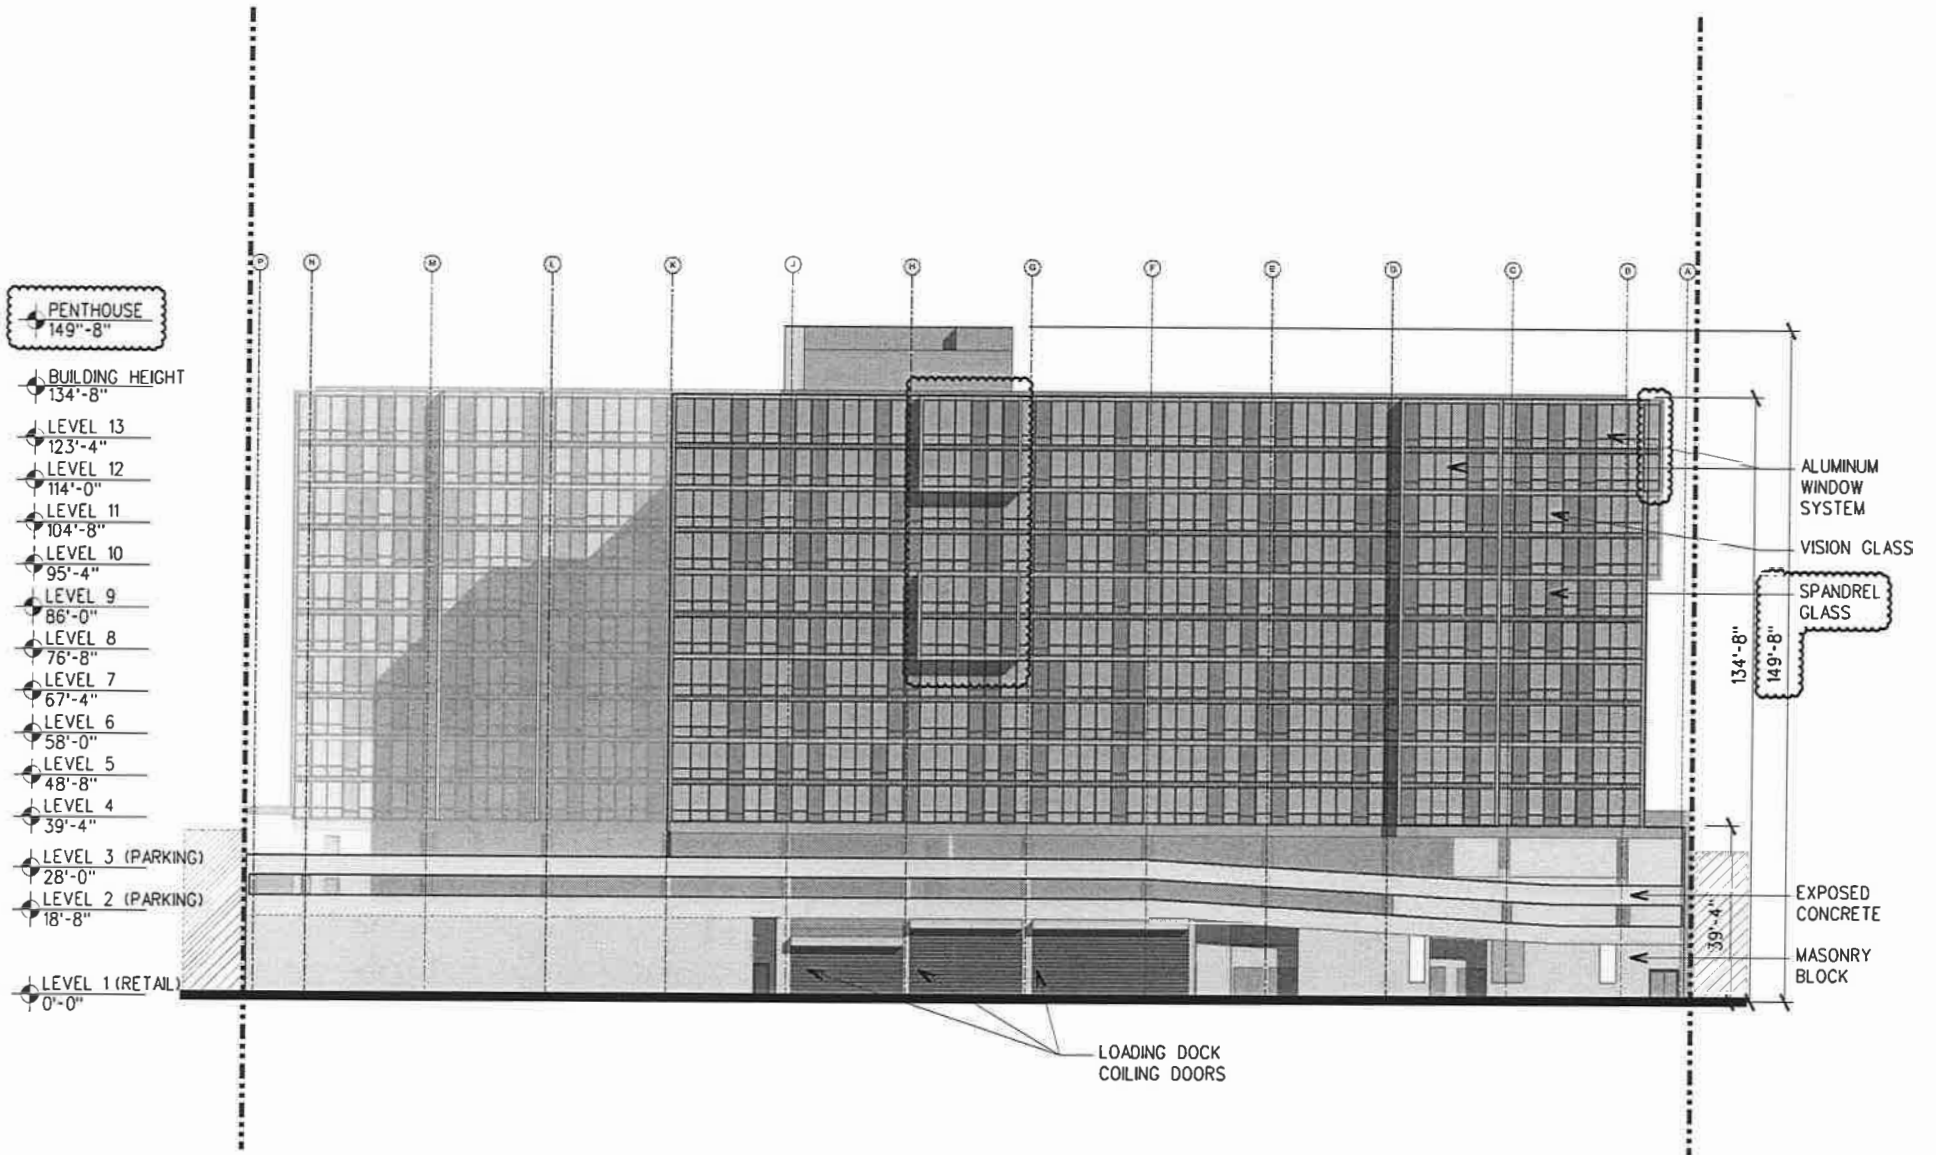 P N M L K J H G F E D C B A
PENTHOUSE
149"-8"
BUILDING HEIGHT
134'-8"
LEVEL 13
123'-4"
LEVEL 12
114'-0"
LEVEL 11
104'-8"
LEVEL 10
95'-4"
LEVEL 9
86'-0"
LEVEL 8
76'-8"
LEVEL 7
67'-4"
LEVEL 6
58'-0"
LEVEL 5
48'-8"
LEVEL 4
39'-4"
LEVEL 3 (PARKING)
28'-0"
LEVEL 2 (PARKING)
18'-8"
LEVEL 1 (RETAIL)
0'-0"
ALUMINUM
WINDOW
SYSTEM
VISION GLASS
SPANDREL
GLASS
134'-8"
149'-8"
EXPOSED
CONCRETE
39'-4"
MASONRY
BLOCK
LOADING DOCK
COILING DOORS